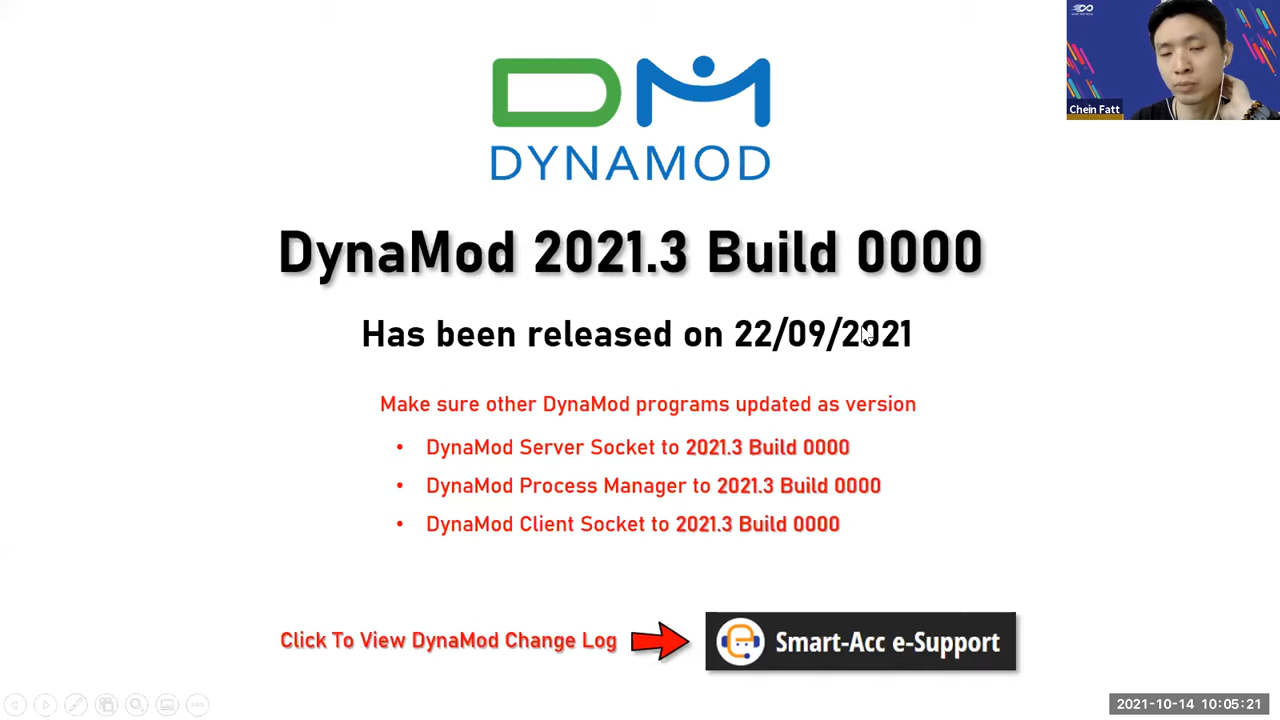 DYNAMOD
Chein Fatt
DynaMod 2021.3 Build 0000
Has been released on 22/09/2021
Make sure other DynaMod programs updated as version
• DynaMod Server Socket to 2021.3 Build 0000
• DynaMod Process Manager to 2021.3 Build 0000
• DynaMod Client Socket to 2021.3 Build 0000
Click To View DynaMod Change Log
Smart-Acc e-Support
2021-10-14 10:05:21